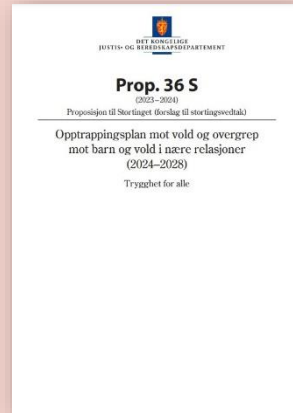 DET KONGELIGE
JUSTIS- OG BEREDSKAPSDEPARTEMENT
Prop. 36 S
(2023–2024)
Proposisjon til Stortinget (forslag til stortingsvedtak)
Opptrappingsplan mot vold og overgrep
mot barn og vold i nære relasjoner
(2024–2028)
Trygghet for alle